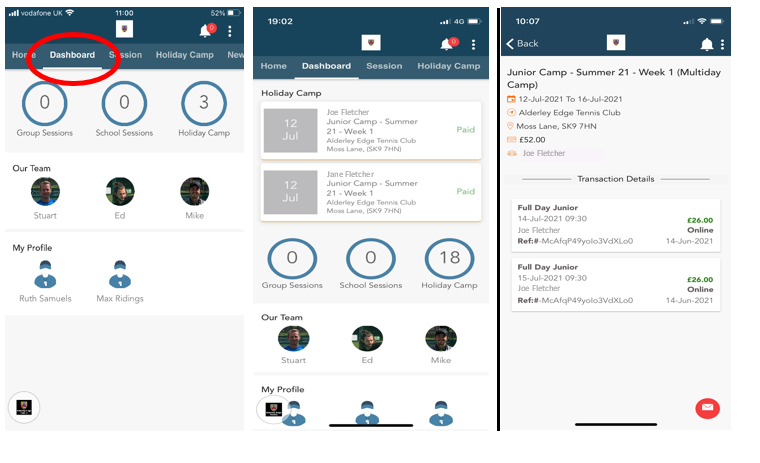 vodafone UK 11:00 52%
0
Home Dashboard Session Holiday Camp New
0 0 3
Group Sessions School Sessions Holiday Camp
Our Team
Stuart Ed Mike
My Profile
Ruth Samuels Max Ridings
19:02 4G
Home Dashboard Session Holiday Camp
Holiday Camp
12
Jul
Joe Fletcher
Junior Camp - Summer
21 - Week 1
Alderley Edge Tennis Club
Moss Lane, (SK9 7HN)
Paid
12
Jul
Jane Fletcher
Junior Camp - Summer
21 - Week 1
Alderley Edge Tennis Club
Moss Lane, (SK9 7HN)
Paid
0 0 18
Group Sessions School Sessions Holiday Camp
Our Team
Stuart Ed Mike
My Profile
10:07
Back
Junior Camp - Summer 21 - Week 1 (Multiday
Camp)
12-Jul-2021 To 16-Jul-2021
Alderley Edge Tennis Club
Moss Lane, SK9 7HN
£52.00
Joe Fletcher
Transaction Details
Full Day Junior
14-Jul-2021 09:30 £26.00
Joe Fletcher Online
Ref:#-McAfqP49yoIo3VdXLo0 14-Jun-2021
Full Day Junior
15-Jul-2021 09:30 £26.00
Joe Fletcher Online
Ref:#-McAfqP49yoIo3VdXLo0 14-Jun-2021